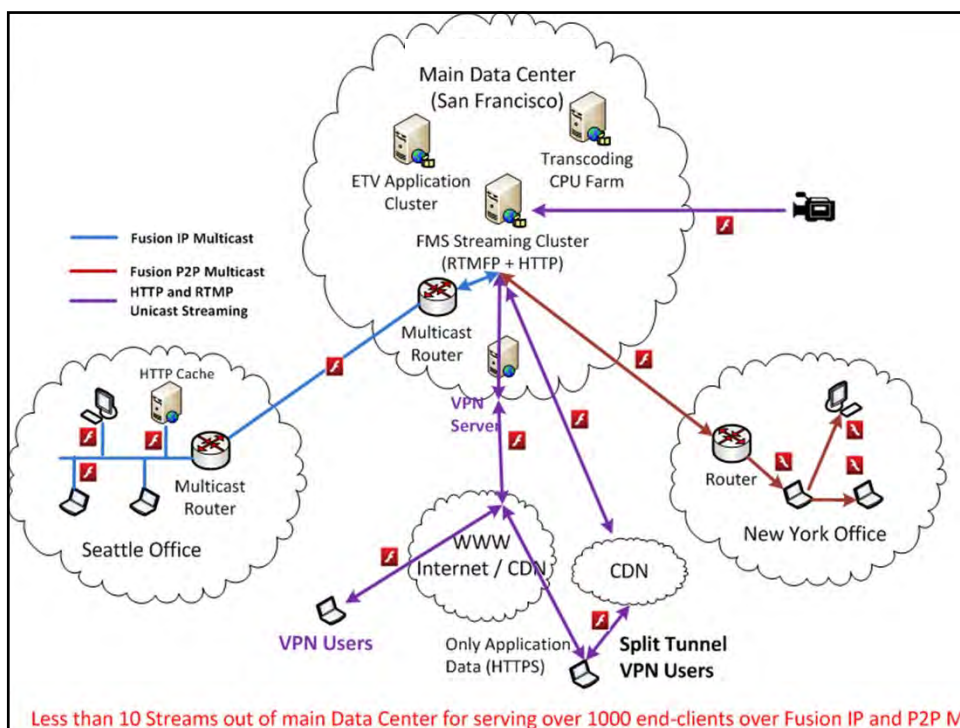 Main Data Center
(San Francisco)
ETV Application
Cluster
Transcoding
CPU Farm
FMS Streaming Cluster
(RTMFP + HTTP)
Fusion IP Multicast
Fusion P2P Multicast
HTTP and RTMP
Unicast Streaming
Multicast
Router
VPN
Server
HTTP Cache
Multicast
Router
Seattle Office
Router
New York Office
WWW
Internet / CDN
CDN
VPN Users
Only Application
Data (HTTPS)
Split Tunnel
VPN Users
Less than 10 Streams out of main Data Center for serving over 1000 end-clients over Fusion IP and P2P M